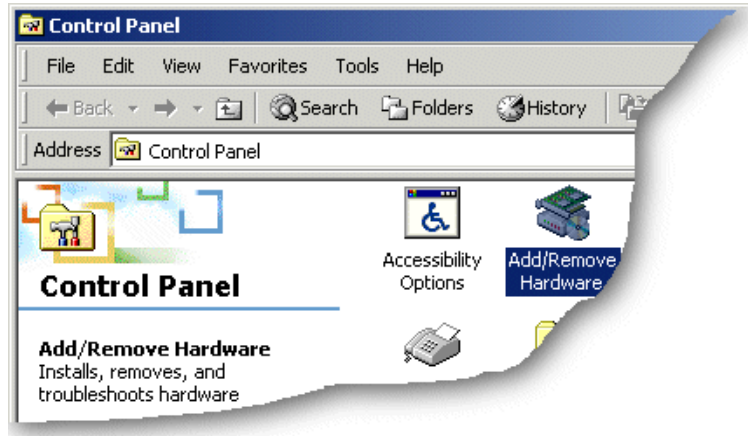 Control Panel
File Edit View Favorites Tools Help
Back Search Folders History
Address Control Panel
Control Panel
Accessibility Options
Add/Remove Hardware
Add/Remove Hardware
Installs, removes, and
troubleshoots hardware